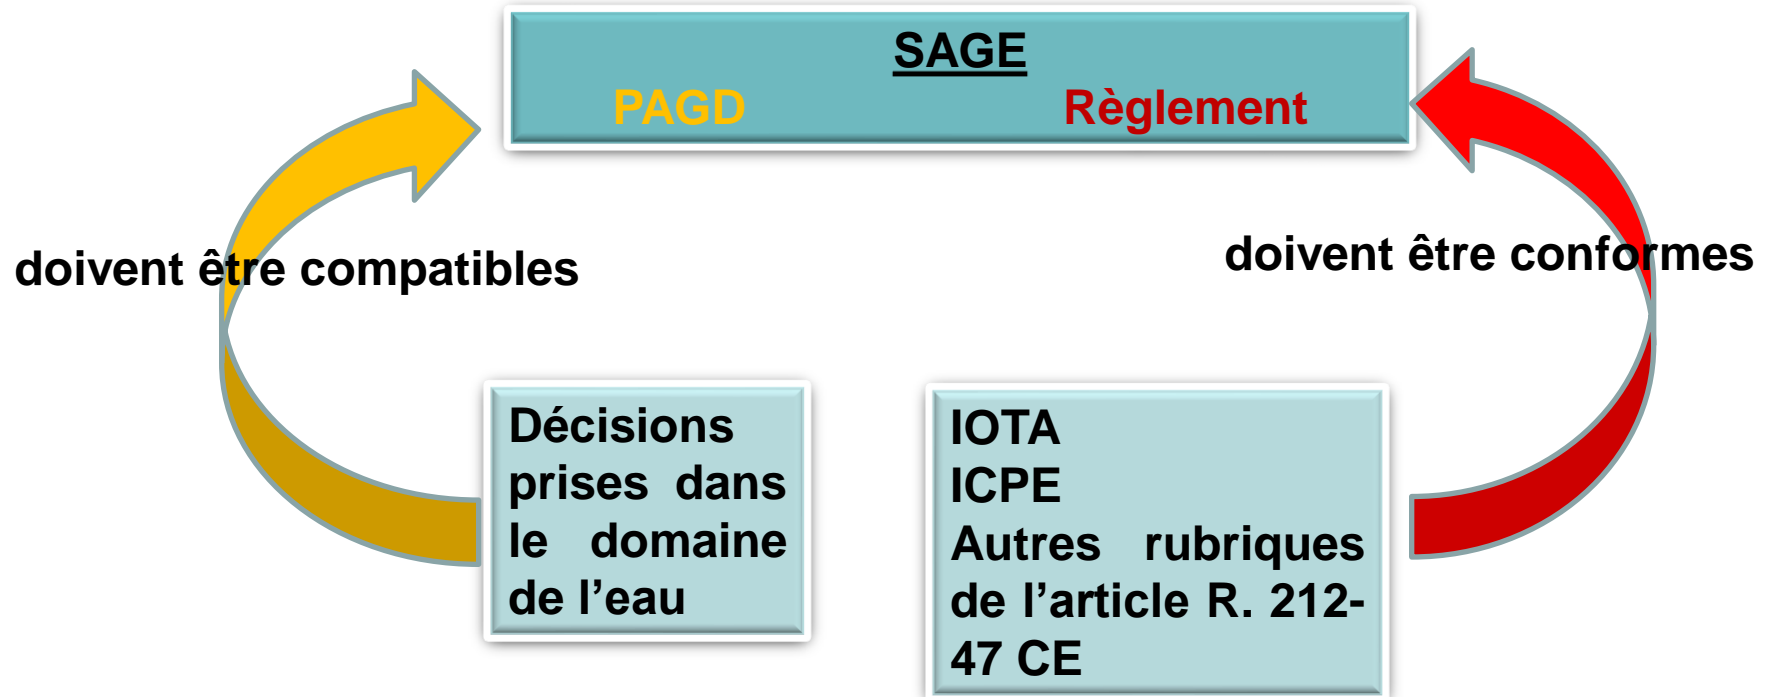 SAGE
PAGD Règlement
doivent être compatibles
doivent être conformes
Décisions
prises dans
le domaine
de l’eau
IOTA
ICPE
Autres rubriques
de l’article R. 212-
47 CE